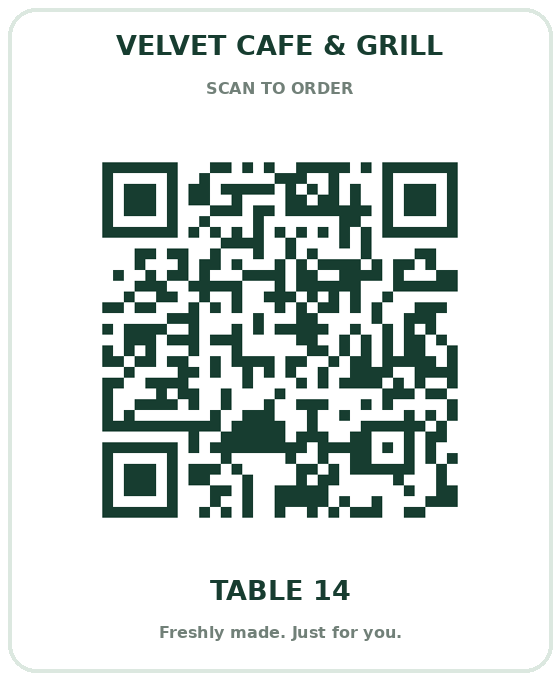 VELVET CAFE & GRILL
SCAN TO ORDER
TABLE 14
Freshly made. Just for you.